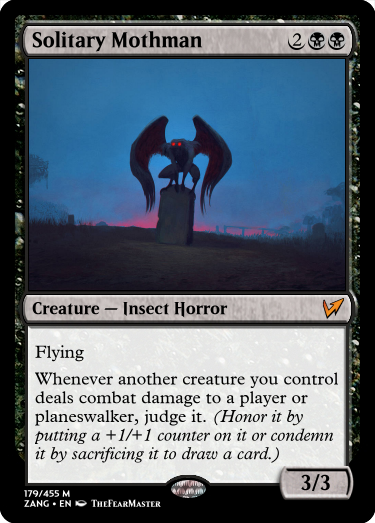 Solitary Mothman 2
Creature — Insect Horror
Flying
Whenever another creature you control
deals combat damage to a player or
planeswalker, judge it. (Honor it by
putting a +1/+1 counter on it or condemn
it by sacrificing it to draw a card.)
3/3
179/455 M
ZANG • EN TheFearMaster